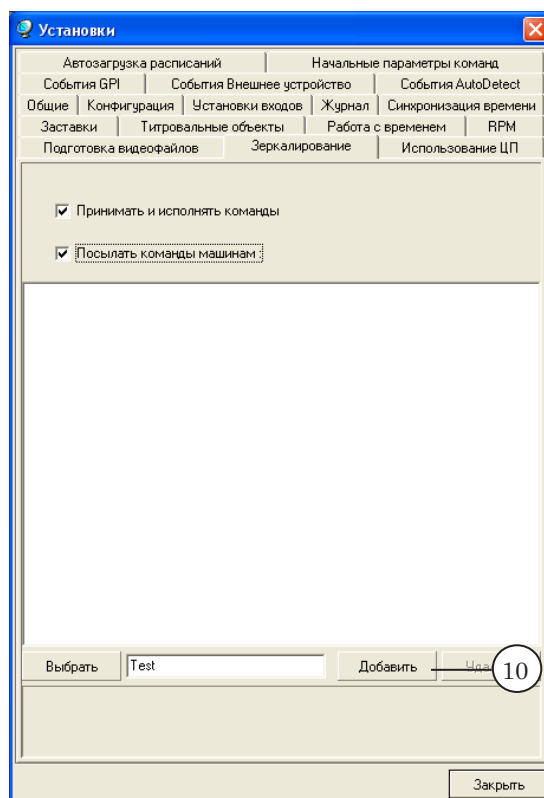 Установки
Автозагрузка расписаний Начальные параметры команд
События GPI События Внешнее устройство События AutoDetect
Общие Конфигурация Установки входов Журнал Синхронизация времени
Заставки Титровальные объекты Работа с временем RPM
Подготовка видеофайлов Зеркалирование Использование ЦП
Принимать и исполнять команды
Посылать команды машинам :
Выбрать Test Добавить 10
Закрыть